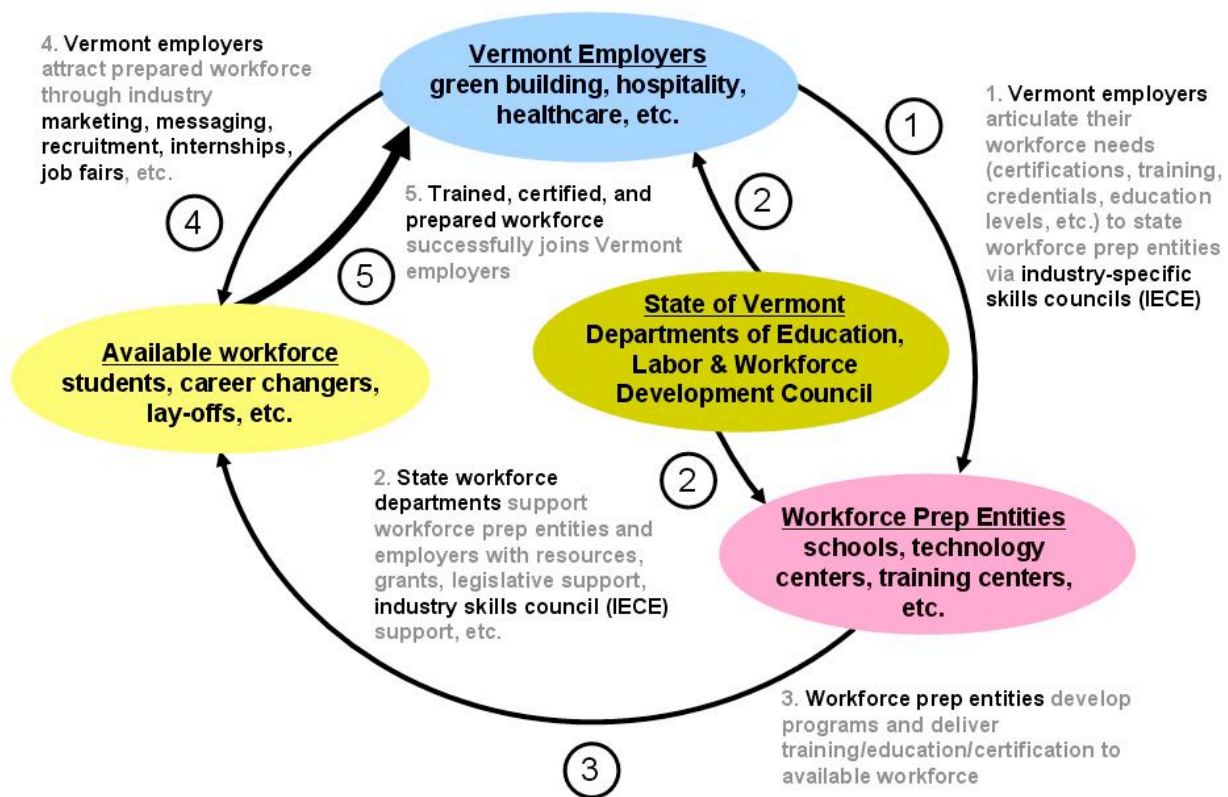 4. Vermont employers
attract prepared workforce
through industry
marketing, messaging,
recruitment, internships,
job fairs, etc.
Vermont Employers
green building, hospitality,
healthcare, etc.
1
1. Vermont employers
articulate their
workforce needs
(certifications, training,
credentials, education
levels, etc.) to state
workforce prep entities
via industry-specific
skills councils (IECE)
4
5
5. Trained, certified, and
prepared workforce
successfully joins Vermont
employers
2
State of Vermont
Departments of Education,
Labor & Workforce
Development Council
Available workforce
students, career changers,
lay-offs, etc.
2
2. State workforce
departments support
workforce prep entities and
employers with resources,
grants, legislative support,
industry skills council (IECE)
support, etc.
Workforce Prep Entities
schools, technology
centers, training centers,
etc.
3
3. Workforce prep entities develop
programs and deliver
training/education/certification to
available workforce